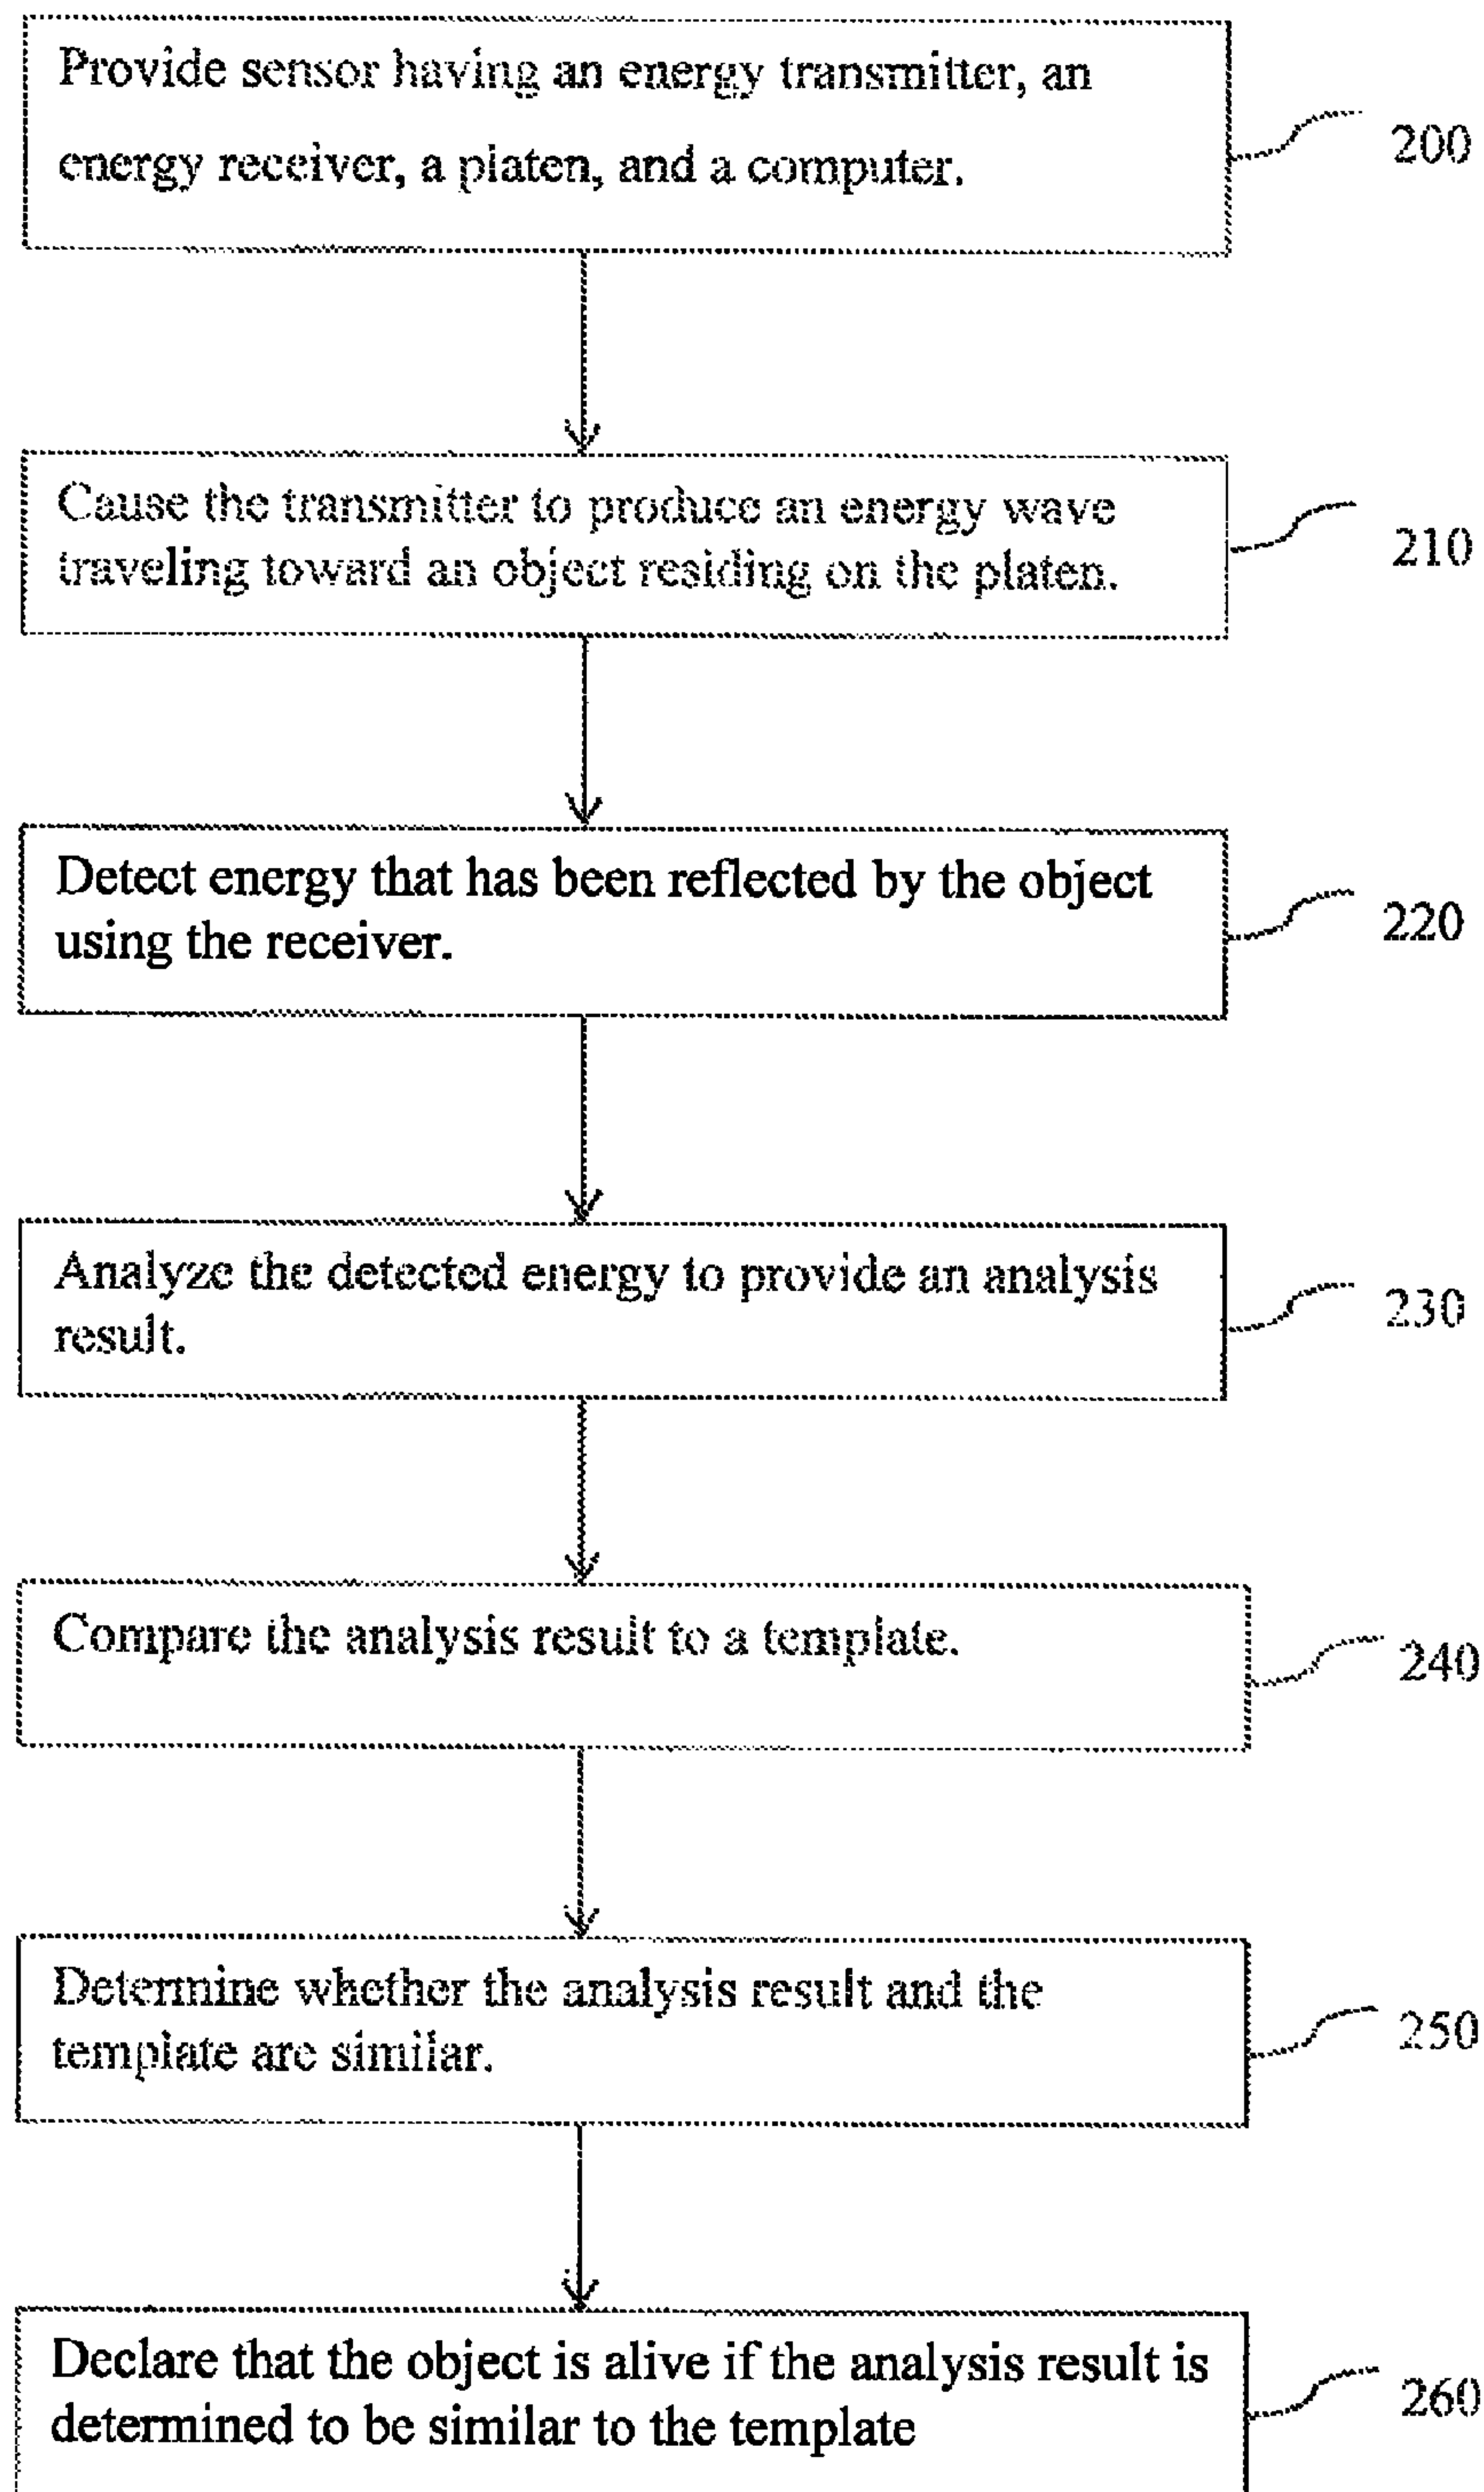 Provide sensor having an energy transmitter, an
energy receiver, a platen, and a computer.
200
Cause the transmitter to produce an energy wave
traveling toward an object residing on the platen.
210
Detect energy that has been reflected by the object
using the receiver.
220
Analyze the detected energy to provide an analysis
result.
230
Compare the analysis result to a template.
240
Determine whether the analysis result and the
template are similar.
250
Declare that the object is alive if the analysis result is
determined to be similar to the template
260